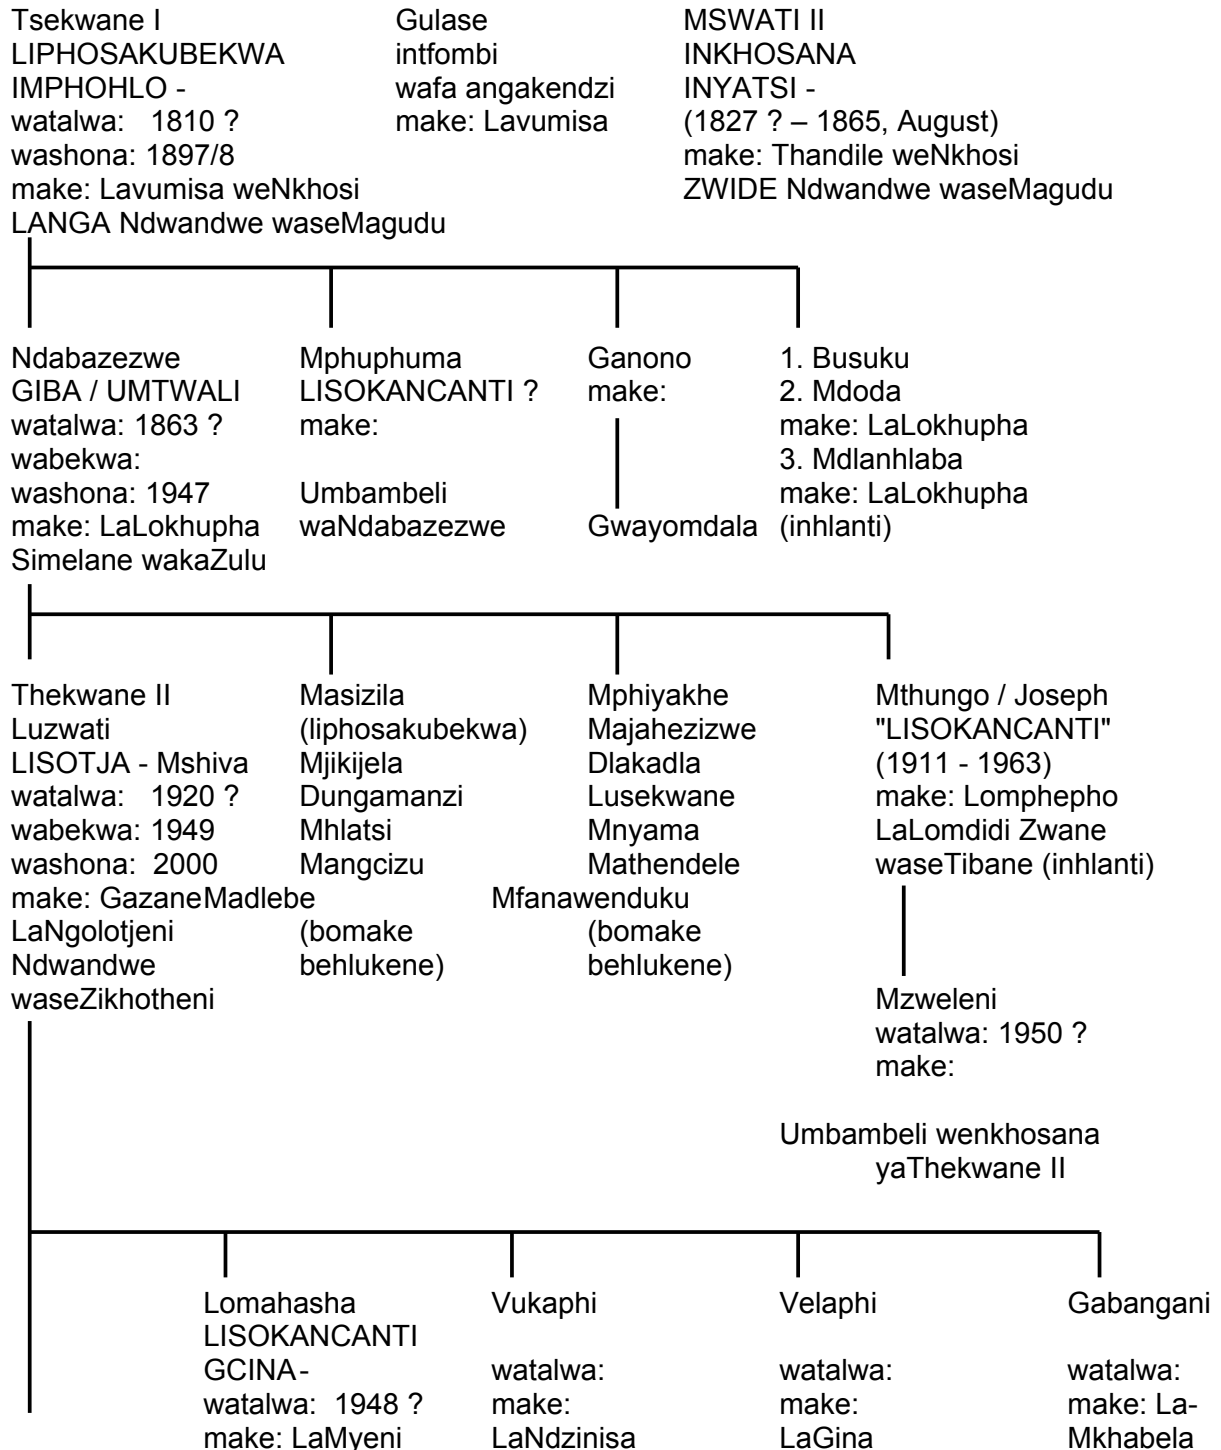 Tsekwane I
LIPHOSAKUBEKWA
IMPHOHLO -
watalwa: 1810 ?
washona: 1897/8
make: Lavumisa weNkhosi
LANGA Ndwandwe waseMagudu
Gulase
intfombi
wafa angakendzi
make: Lavumisa
MSWATI II
INKHOSANA
INYATSI -
(1827 ? – 1865, August)
make: Thandile weNkhosi
ZWIDE Ndwandwe waseMagudu
Ndabazezwe
GIBA / UMTWALI
watalwa: 1863 ?
wabekwa:
washona: 1947
make: LaLokhupha
Simelane wakaZulu
Mphuphuma
LISOKANCANTI ?
make:
Umbambeli
waNdabazezwe
Ganono
make:
Gwayomdala
1. Busuku
2. Mdoda
make: LaLokhupha
3. Mdlanhlaba
make: LaLokhupha
(inhlanti)
Thekwane II
Luzwati
LISOTJA - Mshiva
watalwa: 1920 ?
wabekwa: 1949
washona: 2000
make: GazaneMadlebe
LaNgolotjeni
Ndwandwe
waseZikhotheni
Masizila
(liphosakubekwa)
Mjikijela
Dungamanzi
Mhlatsi
Mangcizu
(bomake
behlukene)
Mphiyakhe
Majahezizwe
Dlakadla
Lusekwane
Mnyama
Mathendele
Mfanawenduku
(bomake
behlukene)
Mthungo / Joseph
"LISOKANCANTI"
(1911 - 1963)
make: Lomphepho
LaLomdidi Zwane
waseTibane (inhlanti)
Mzweleni
watalwa: 1950 ?
make:
Umbambeli wenkhosana
yaThekwane II
Lomahasha
LISOKANCANTI
GCINA -
watalwa: 1948 ?
make: LaMyeni
Vukaphi
watalwa:
make:
LaNdzinisa
Velaphi
watalwa:
make:
LaGina
Gabangani
watalwa:
make: La-
Mkhabela